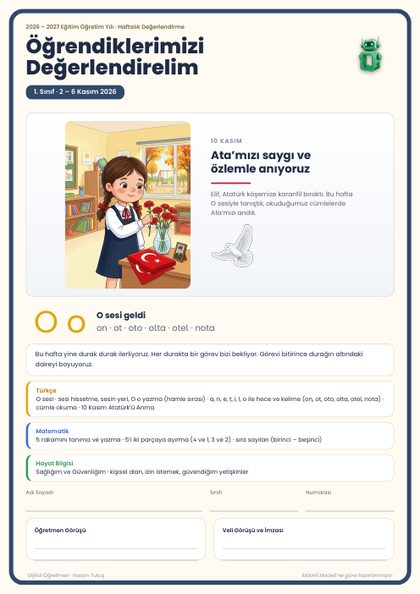 2026 – 2027 Eğitim Öğretim Yılı · Haftalık Değerlendirme
Öğrendiklerimizi
Değerlendirelim
1. Sınıf · 2 – 6 Kasım 2026
10 KASIM
Ata'mızı saygı ve
özlemle anıyoruz
Elif, Atatürk köşemize karanfil bıraktı. Bu hafta
O sesiyle tanıştık, okuduğumuz cümlelerde
Ata'mızı andık.
O o
O sesi geldi
on · ot · oto · olta · otel · nota
Bu hafta yine durak durak ilerliyoruz. Her durakta bir görev bizi bekliyor. Görevi bitirince durağın altındaki
daireyi boyuyoruz.
Türkçe
O sesi · sesi hissetme, sesin yeri, O o yazma (hamle sırası) · a, n, e, t, i, l, o ile hece ve kelime (on, ot, oto, olta, otel, nota) ·
cümle okuma · 10 Kasım Atatürk'ü Anma
Matematik
5 rakamını tanıma ve yazma · 5'i iki parçaya ayırma (4 ve 1, 3 ve 2) · sıra sayıları (birinci – beşinci)
Hayat Bilgisi
Sağlığım ve Güvenliğim · kişisel alan, izin istemek, güvendiğim yetişkinler
Adı Soyadı
Sınıfı
Numarası
Öğretmen Görüşü
Veli Görüşü ve İmzası
Dijital Öğretmen · Hasan Tutuş
Maarif Modeli'ne göre hazırlanmıştır